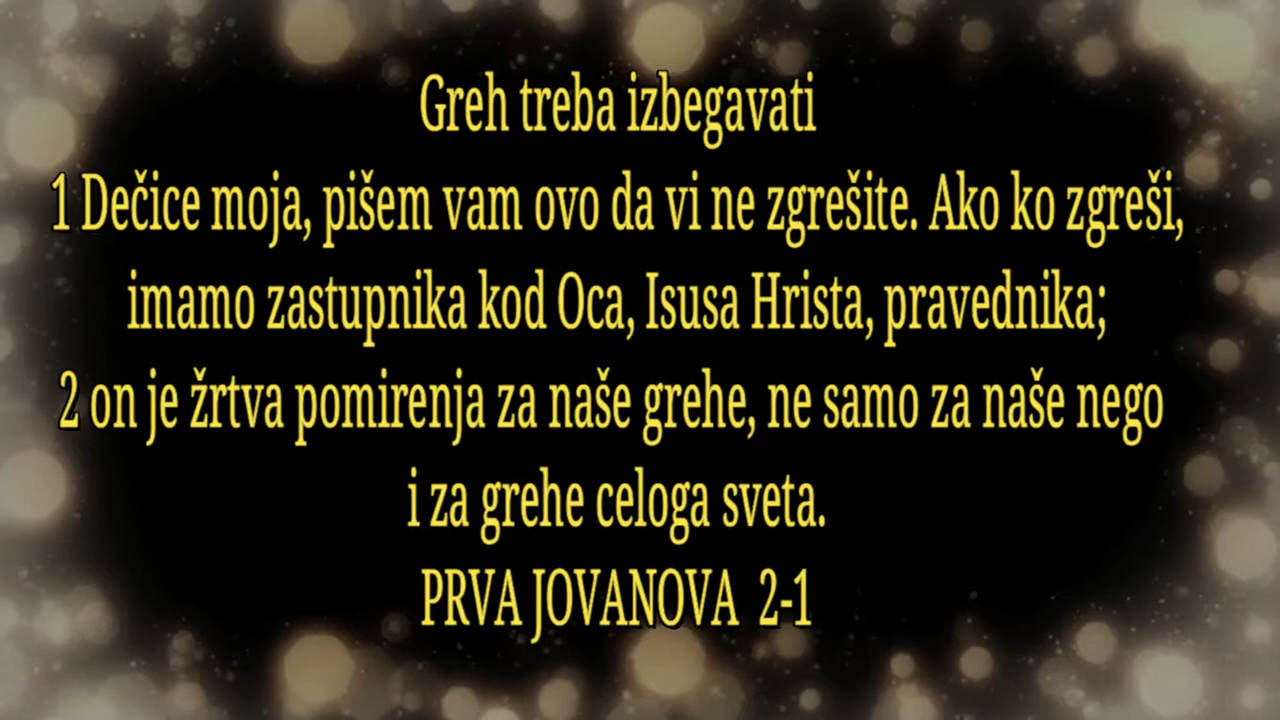 Greh treba izbegavati
1 Dečice moja, pišem vam ovo da vi ne zgrešite. Ako ko zgreši,
imamo zastupnika kod Oca, Isusa Hrista, pravednika;
2 on je žrtva pomirenja za naše grehe, ne samo za naše nego
i za grehe celoga sveta.
PRVA JOVANOVA 2-1